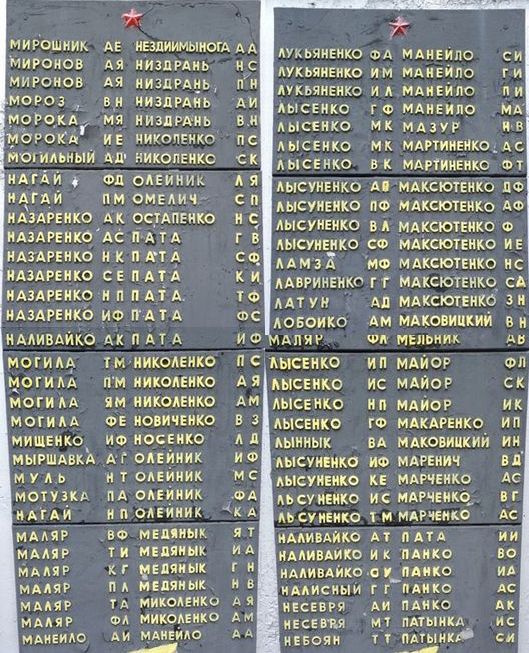 МИРОШНИК АЕ
МИРОНОВ АЯ
МИРОНОВ АЯ
МОРОЗ ВН
МОРОКА МЯ
МОРОКА ИЕ
МОГИЛЬНЫЙ АД
НАГАЙ ФД
НАГАЙ ПМ
НАЗАРЕНКО АК
НАЗАРЕНКО АС
НАЗАРЕНКО НК
НАЗАРЕНКО СЕ
НАЗАРЕНКО НП
НАЗАРЕНКО ИФ
НАЛИВАЙКО АК
МОГИЛА ТМ
МОГИЛА ПМ
МОГИЛА ЯМ
МОГИЛА ФЕ
МИЩЕНКО ИФ
МЫРШАВКА АГ
МУЛЬ НТ
МОТУЗКА ПА
НАГАЙ НП
МАЛЯР ВФ
МАЛЯР ТИ
МАЛЯР КГ
МАЛЯР ПЛ
МАЛЯР ТА
МАЛЯР ФЛ
МАНЕЙЛО АИ
НЕЗДИИМЫНОГА АА
НИЗДРАНЬ НС
НИЗДРАНЬ ПН
НИЗДРАНЬ АИ
НИЗДРАНЬ ВН
НИКОЛЕНКО ПС
НИКОЛЕНКО СК
ОЛЕЙНИК ЛЯ
ОМЕЛИЧ СП
ОСТАПЕНКО НС
ПАТА ГВ
ПАТА СФ
ПАТА КИ
ПАТА ТФ
ПАТА ФС
ПАТА ИФ
НИКОЛЕНКО ПС
НИКОЛЕНКО АЯ
НИКОЛЕНКО АМ
НОВИЧЕНКО ВЗ
НОСЕНКО ЛД
ОЛЕЙНИК ИФ
ОЛЕЙНИК МС
ОЛЕЙНИК ФА
ОЛЕЙНИК КА
МЕДЯНЫК ЯТ
МЕДЯНЫК ИА
МЕДЯНЫК ГН
МЕДЯНЫК НВ
МИКОЛЕНКО АЯ
МИКОЛЕНКО АМ
МАНЕЙЛО АА
ЛУКЬЯНЕНКО ФА
ЛУКЬЯНЕНКО ИМ
ЛУКЬЯНЕНКО ИЛ
ЛЫСЕНКО ГФ
ЛЫСЕНКО МК
ЛЫСЕНКО МК
ЛЫСЕНКО ВК
ЛЫСУНЕНКО АП
ЛЫСУНЕНКО ПФ
ЛЫСУНЕНКО ВЛ
ЛЫСУНЕНКО СФ
ЛАМЗА МФ
ЛАВРИНЕНКО ГГ
ЛАТУН АД
ЛОБОЙКО АМ
МАЛЯР ФЛ
ЛЫСЕНКО ИП
ЛЫСЕНКО ИС
ЛЫСЕНКО НП
ЛЫСЕНКО ГФ
ЛЫННЫК ВА
ЛЫСУНЕНКО ИФ
ЛЫСУНЕНКО КЕ
ЛЫСУНЕНКО ИС
ЛЫСУНЕНКО ТМ
НАЛИВАЙКО АТ
НАЛИВАЙКО ИК
НАЛИВАЙКО
НАЛИСНЫЙ ГГ
НЕСЕВРЯ АИ
НЕСЕВРЯ МТ
НЕБОЯН ТТ
МАНЕЙЛО СИ
МАНЕЙЛО ГИ
МАНЕЙЛО ПИ
МАНЕЙЛО МА
МАЗУР НВ
МАРТИНЕНКО АС
МАРТИНЕНКО ФТ
МАКСЮТЕНКО ДФ
МАКСЮТЕНКО АФ
МАКСЮТЕНКО Ф
МАКСЮТЕНКО ИЕ
МАКСЮТЕНКО НС
МАКСЮТЕНКО СА
МАКСЮТЕНКО ЗН
МАКОВИЦКИЙ ВН
МЕЛЬНИК АВ
МАЙОР ФЛ
МАЙОР СК
МАЙОР ИК
МАКАРЕНКО ИП
МАКОВИЦКИЙ ИН
МАРЕНИЧ ВД
МАРЧЕНКО АС
МАРЧЕНКО ВГ
МАРЧЕНКО АС
ПАТА ИИ
ПАНКО ВО
ПАНКО ИА
ПАНКО АС
ПАНКО АК
ПАТЫНКА ИС
ПАТЫНКА СИ